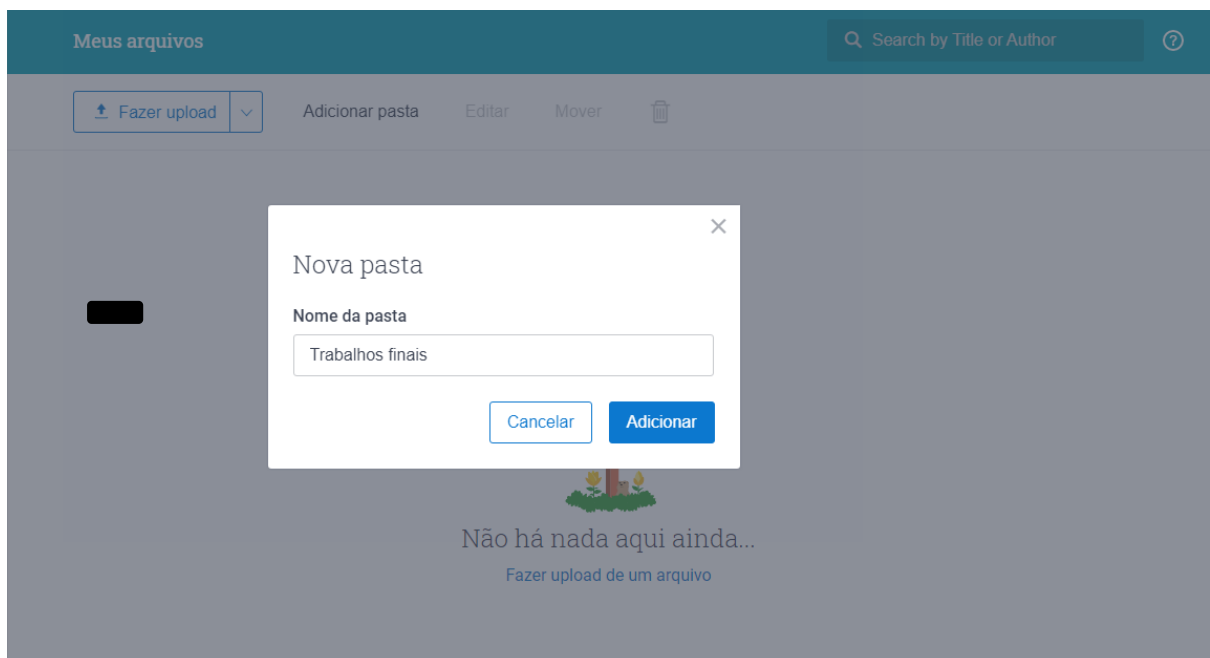 Meus arquivos
Search by Title or Author
Fazer upload
Adicionar pasta
Editar
Mover
Nova pasta
Nome da pasta
Trabalhos finais
Cancelar
Adicionar
Não há nada aqui ainda...
Fazer upload de um arquivo